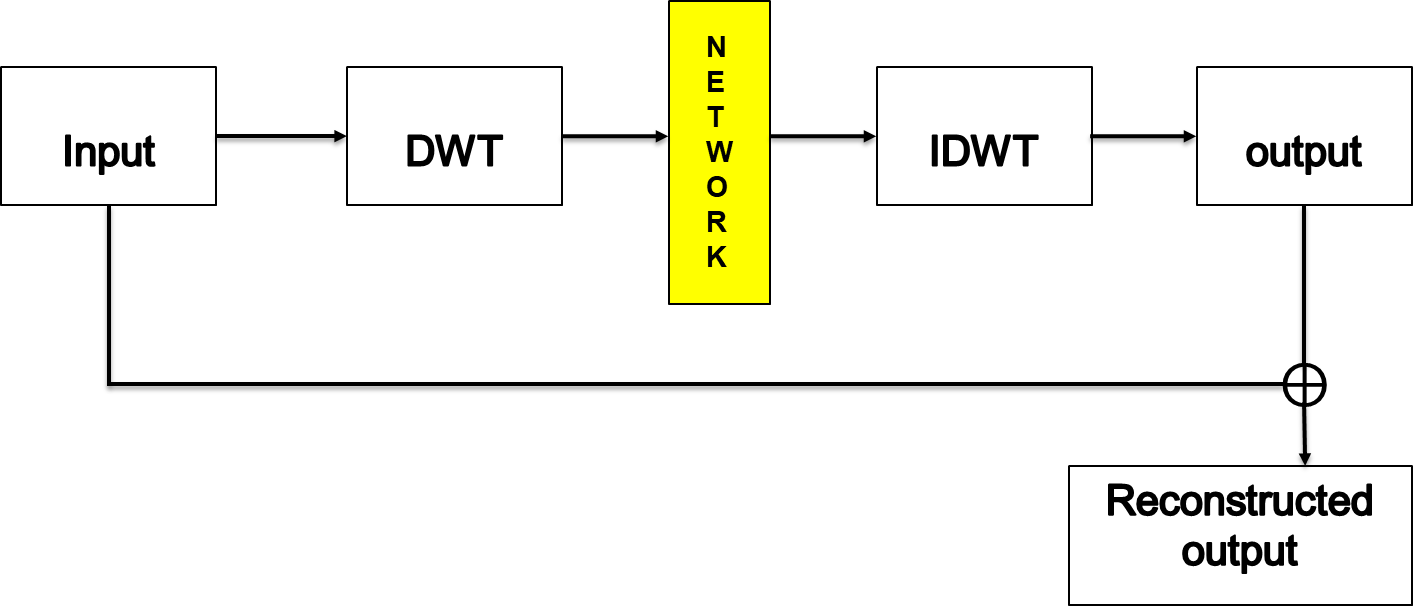 Input
DWT
N
E
T
W
O
R
K
IDWT
output
Reconstructed
output